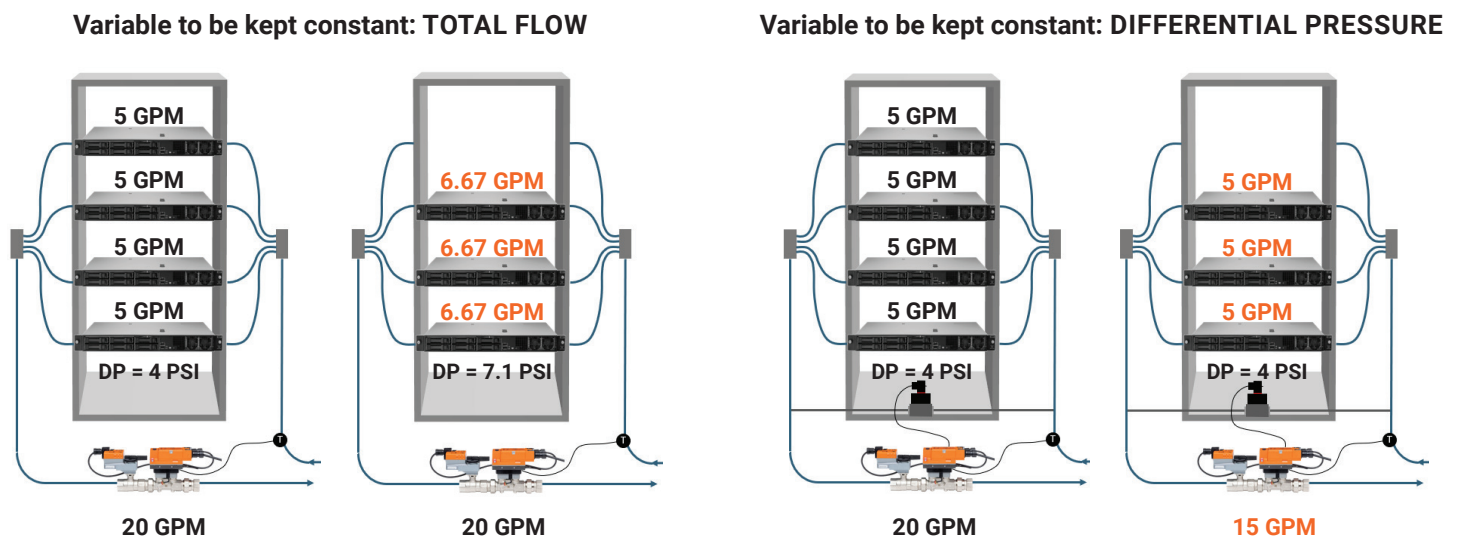 Variable to be kept constant: TOTAL FLOW
5 GPM
5 GPM
5 GPM
5 GPM
DP = 4 PSI
T
20 GPM
6.67 GPM
6.67 GPM
6.67 GPM
DP = 7.1 PSI
T
20 GPM
Variable to be kept constant: DIFFERENTIAL PRESSURE
5 GPM
5 GPM
5 GPM
5 GPM
DP = 4 PSI
T
20 GPM
5 GPM
5 GPM
5 GPM
DP = 4 PSI
T
15 GPM